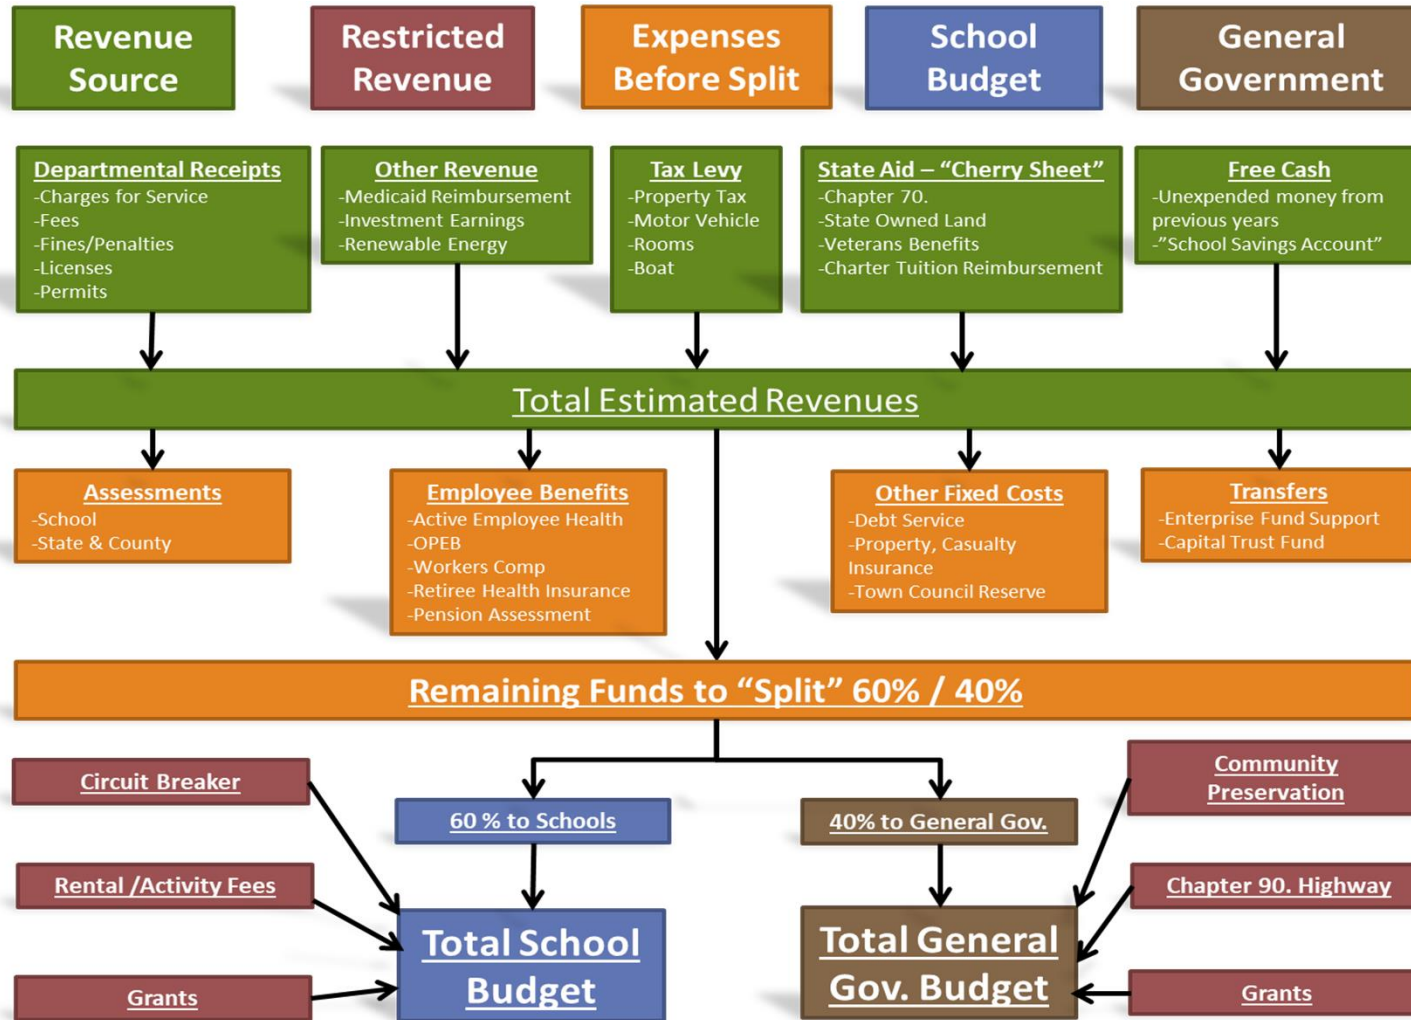 Revenue
Source
Restricted
Revenue
Expenses
Before Split
School
Budget
General
Government
Departmental Receipts
-Charges for Service
-Fees
-Fines/Penalties
-Licenses
-Permits
Other Revenue
-Medicaid Reimbursement
-Investment Earnings
-Renewable Energy
Tax Levy
-Property Tax
-Motor Vehicle
-Rooms
-Boat
State Aid – “Cherry Sheet”
-Chapter 70.
-State Owned Land
-Veterans Benefits
-Charter Tuition Reimbursement
Free Cash
-Unexpended money from
previous years
-”School Savings Account”
Total Estimated Revenues
Assessments
-School
-State & County
Employee Benefits
-Active Employee Health
-OPEB
-Workers Comp
-Retiree Health Insurance
-Pension Assessment
Other Fixed Costs
-Debt Service
-Property, Casualty
Insurance
-Town Council Reserve
Transfers
-Enterprise Fund Support
-Capital Trust Fund
Remaining Funds to “Split” 60% / 40%
Circuit Breaker
Rental /Activity Fees
Grants
60 % to Schools
Total School
Budget
40% to General Gov.
Total General
Gov. Budget
Community
Preservation
Chapter 90. Highway
Grants